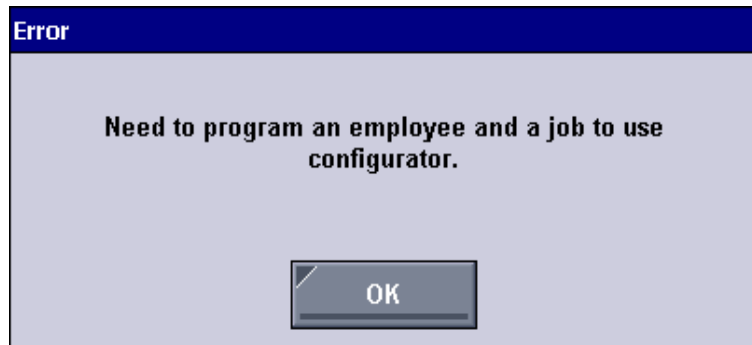 Error
Need to program an employee and a job to use
configurator.
OK